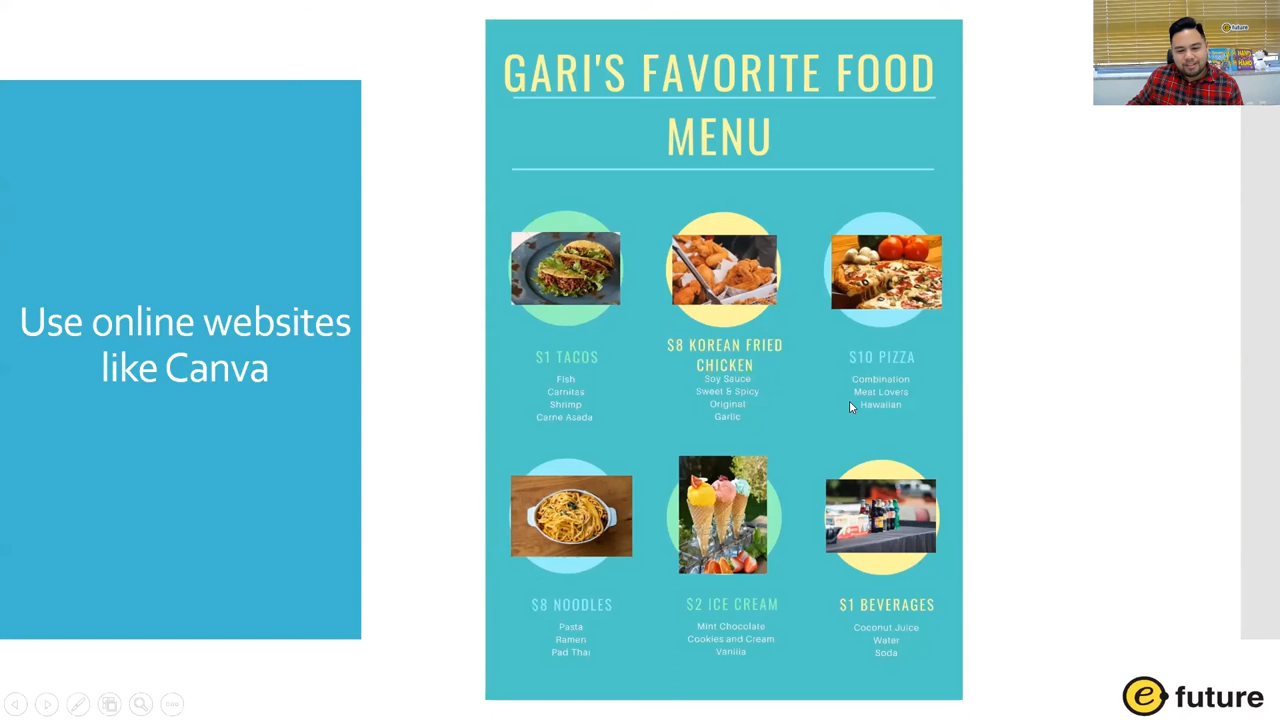 Use online websites
like Canva
GARI'S FAVORITE FOOD
MENU
$1 TACOS
Fish
Carnitas
Shrimp
Carne Asada
$8 KOREAN FRIED
CHICKEN
Soy Sauce
Sweet & Spicy
Original
Garlic
$10 PIZZA
Combination
Meat Lovers
Hawaiian
$8 NOODLES
Pasta
Ramen
Pad Thai
$2 ICE CREAM
Mint Chocolate
Cookies and Cream
Vanilla
$1 BEVERAGES
Coconut Juice
Water
Soda
e future
e future